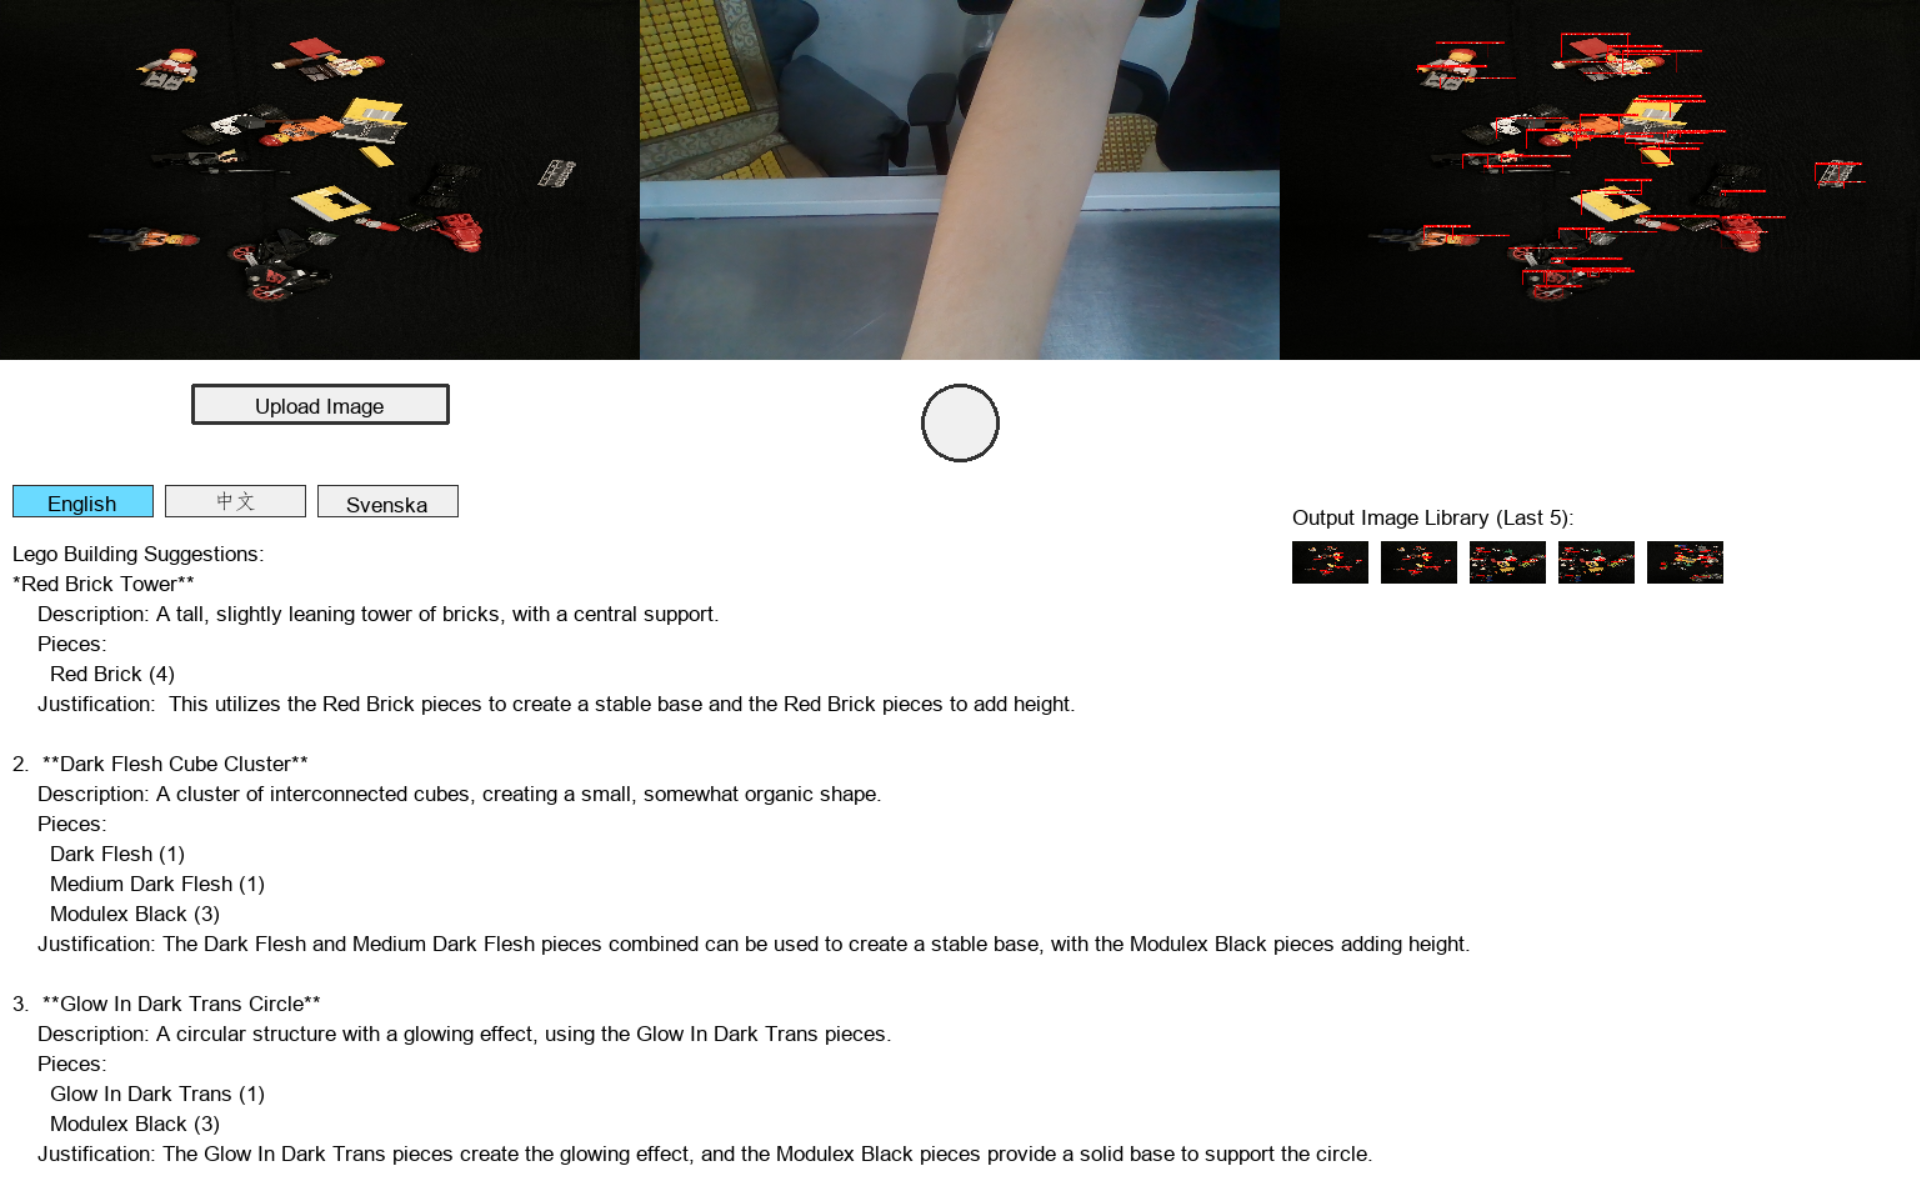 Upload Image
English
中文
Svenska
Output Image Library (Last 5):
Lego Building Suggestions:
*Red Brick Tower**
Description: A tall, slightly leaning tower of bricks, with a central support.
Pieces:
Red Brick (4)
Justification:  This utilizes the Red Brick pieces to create a stable base and the Red Brick pieces to add height.
2.  **Dark Flesh Cube Cluster**
Description: A cluster of interconnected cubes, creating a small, somewhat organic shape.
Pieces:
Dark Flesh (1)
Medium Dark Flesh (1)
Modulex Black (3)
Justification: The Dark Flesh and Medium Dark Flesh pieces combined can be used to create a stable base, with the Modulex Black pieces adding height.
3.  **Glow In Dark Trans Circle**
Description: A circular structure with a glowing effect, using the Glow In Dark Trans pieces.
Pieces:
Glow In Dark Trans (1)
Modulex Black (3)
Justification: The Glow In Dark Trans pieces create the glowing effect, and the Modulex Black pieces provide a solid base to support the circle.